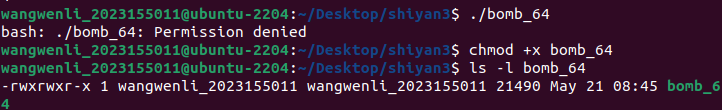 wangwenli_2023155011@ubuntu-2204:~/Desktop/shiyan3$ ./bomb_64
bash: ./bomb_64: Permission denied
wangwenli_2023155011@ubuntu-2204:~/Desktop/shiyan3$ chmod +x bomb_64
wangwenli_2023155011@ubuntu-2204:~/Desktop/shiyan3$ ls -l bomb_64
-rwxrwxr-x 1 wangwenli_2023155011 wangwenli_2023155011 21490 May 21 08:45 bomb_6
4